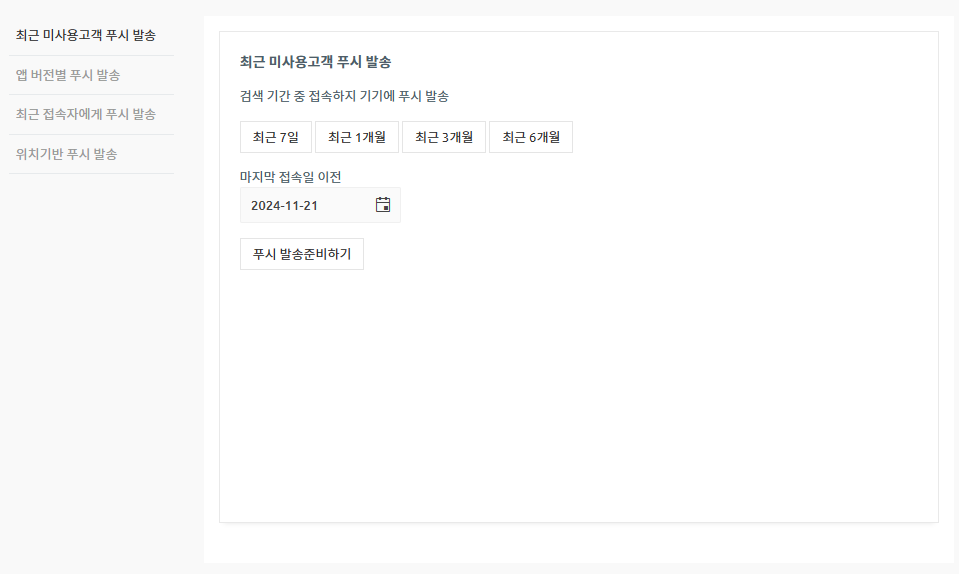 최근 미사용고객 푸시 발송
앱 버전별 푸시 발송
최근 접속자에게 푸시 발송
위치기반 푸시 발송
최근 미사용고객 푸시 발송
검색 기간 중 접속하지 기기에 푸시 발송
최근 7일 최근 1개월 최근 3개월 최근 6개월
마지막 접속일 이전
2024-11-21
푸시 발송준비하기